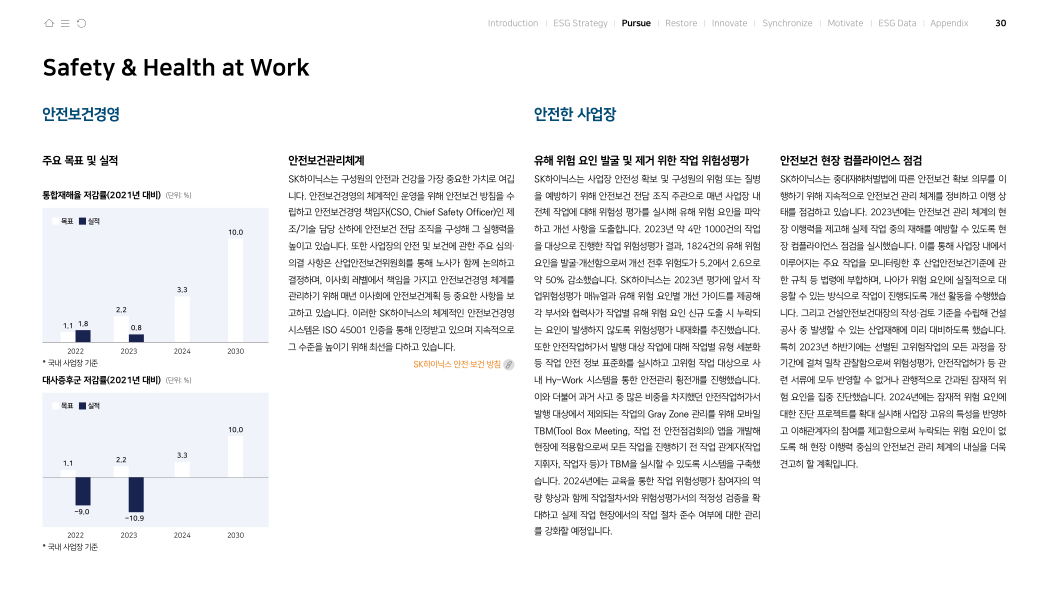 Introduction | ESG Strategy | Pursue | Restore | Innovate | Synchronize | Motivate | ESG Data | Appendix 30
Safety & Health at Work
안전보건경영
주요 목표 및 실적
통합재해율 저감률(2021년 대비) (단위: %)
목표 실적
1.1 1.8 2.2 0.8 3.3 10.0
2022 2023 2024 2030
* 국내 사업장 기준
대사증후군 저감률(2021년 대비) (단위: %)
목표 실적
1.1 2.2 3.3 10.0
-9.0 -10.9
2022 2023 2024 2030
* 국내 사업장 기준
안전보건관리체계
SK하이닉스는 구성원의 안전과 건강을 가장 중요한 가치로 여깁
니다. 안전보건경영의 체계적인 운영을 위해 안전보건 방침을 수
립하고 안전보건경영 책임자(CSO, Chief Safety Officer)인 제
조/기술 담당 산하에 안전보건 전담 조직을 구성해 그 실행력을
높이고 있습니다. 또한 사업장의 안전 및 보건에 관한 주요 심의·
의결 사항은 산업안전보건위원회를 통해 노사가 함께 논의하고
결정하며, 이사회 레벨에서 책임을 가지고 안전보건경영 체계를
관리하기 위해 매년 이사회에 안전보건계획 등 중요한 사항을 보
고하고 있습니다. 이러한 SK하이닉스의 체계적인 안전보건경영
시스템은 ISO 45001 인증을 통해 인정받고 있으며 지속적으로
그 수준을 높이기 위해 최선을 다하고 있습니다.
SK하이닉스 안전·보건 방침
안전한 사업장
유해 위험 요인 발굴 및 제거 위한 작업 위험성평가
SK하이닉스는 사업장 안전성 확보 및 구성원의 위험 또는 질병
을 예방하기 위해 안전보건 전담 조직 주관으로 매년 사업장 내
전체 작업에 대해 위험성 평가를 실시해 유해 위험 요인을 파악
하고 개선 사항을 도출합니다. 2023년 약 4만 1000건의 작업
을 대상으로 진행한 작업 위험성평가 결과, 1824건의 유해 위험
요인을 발굴·개선함으로써 개선 전후 위험도가 5.2에서 2.6으로
약 50% 감소했습니다. SK하이닉스는 2023년 평가에 앞서 작
업위험성평가 매뉴얼과 유해 위험 요인별 개선 가이드를 제공해
각 부서와 협력사가 작업별 유해 위험 요인 신규 도출 시 누락되
는 요인이 발생하지 않도록 위험성평가 내재화를 추진했습니다.
또한 안전작업허가서 발행 대상 작업에 대해 작업별 유형 세분화
등 작업 안전 정보 표준화를 실시하고 고위험 작업 대상으로 사
내 Hy-Work 시스템을 통한 안전관리 횡전개를 진행했습니다.
이와 더불어 과거 사고 중 많은 비중을 차지했던 안전작업허가서
발행 대상에서 제외되는 작업의 Gray Zone 관리를 위해 모바일
TBM(Tool Box Meeting, 작업 전 안전점검회의) 앱을 개발해
현장에 적용함으로써 모든 작업을 진행하기 전 작업 관계자(작업
지휘자, 작업자 등)가 TBM을 실시할 수 있도록 시스템을 구축했
습니다. 2024년에는 교육을 통한 작업 위험성평가 참여자의 역
량 향상과 함께 작업절차서와 위험성평가서의 적정성 검증을 확
대하고 실제 작업 현장에서의 작업 절차 준수 여부에 대한 관리
를 강화할 예정입니다.
안전보건 현장 컴플라이언스 점검
SK하이닉스는 중대재해처벌법에 따른 안전보건 확보 의무를 이
행하기 위해 지속적으로 안전보건 관리 체계를 정비하고 이행 상
태를 점검하고 있습니다. 2023년에는 안전보건 관리 체계의 현
장 이행력을 제고해 실제 작업 중의 재해를 예방할 수 있도록 현
장 컴플라이언스 점검을 실시했습니다. 이를 통해 사업장 내에서
이루어지는 주요 작업을 모니터링한 후 산업안전보건기준에 관
한 규칙 등 법령에 부합하며, 나아가 위험 요인에 실질적으로 대
응할 수 있는 방식으로 작업이 진행되도록 개선 활동을 수행했습
니다. 그리고 건설안전보건대장의 작성·검토 기준을 수립해 건설
공사 중 발생할 수 있는 산업재해에 미리 대비하도록 했습니다.
특히 2023년 하반기에는 선별된 고위험작업의 모든 과정을 장
기간에 걸쳐 밀착 관찰함으로써 위험성평가, 안전작업허가 등 관
련 서류에 모두 반영할 수 없거나 관행적으로 간과된 잠재적 위
험 요인을 집중 진단했습니다. 2024년에는 잠재적 위험 요인에
대한 진단 프로젝트를 확대 실시해 사업장 고유의 특성을 반영하
고 이해관계자의 참여를 제고함으로써 누락되는 위험 요인이 없
도록 해 현장 이행력 중심의 안전보건 관리 체계의 내실을 더욱
견고히 할 계획입니다.